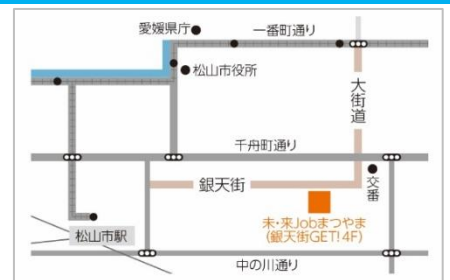 愛媛県庁
一番町通り
松山市役所
大街道
千舟町通り
銀天街
交番
未・来Jobまつやま
(銀天街GET!4F)
松山市駅
中の川通り